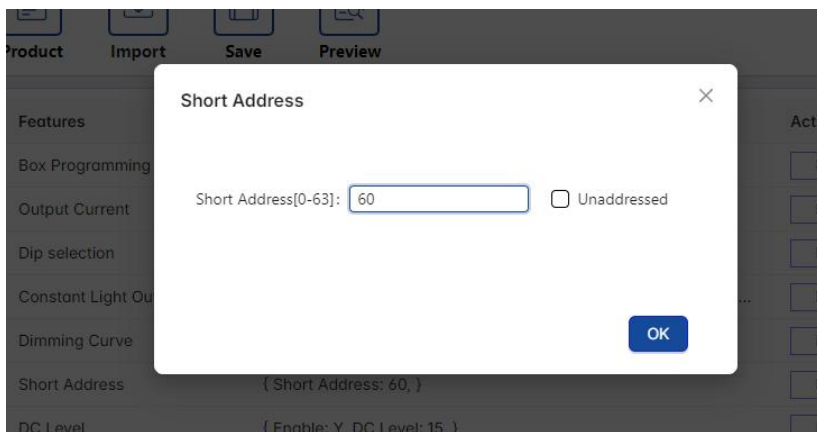 Product Import Save Preview
Short Address
Features
Act
Box Programming
Short Address[0-63]: 60 Unaddressed
Output Current
Dip selection
Constant Light Ou ...
OK
Dimming Curve
Short Address { Short Address: 60, }
DC Level { Enable: Y, DC Level: 15, }